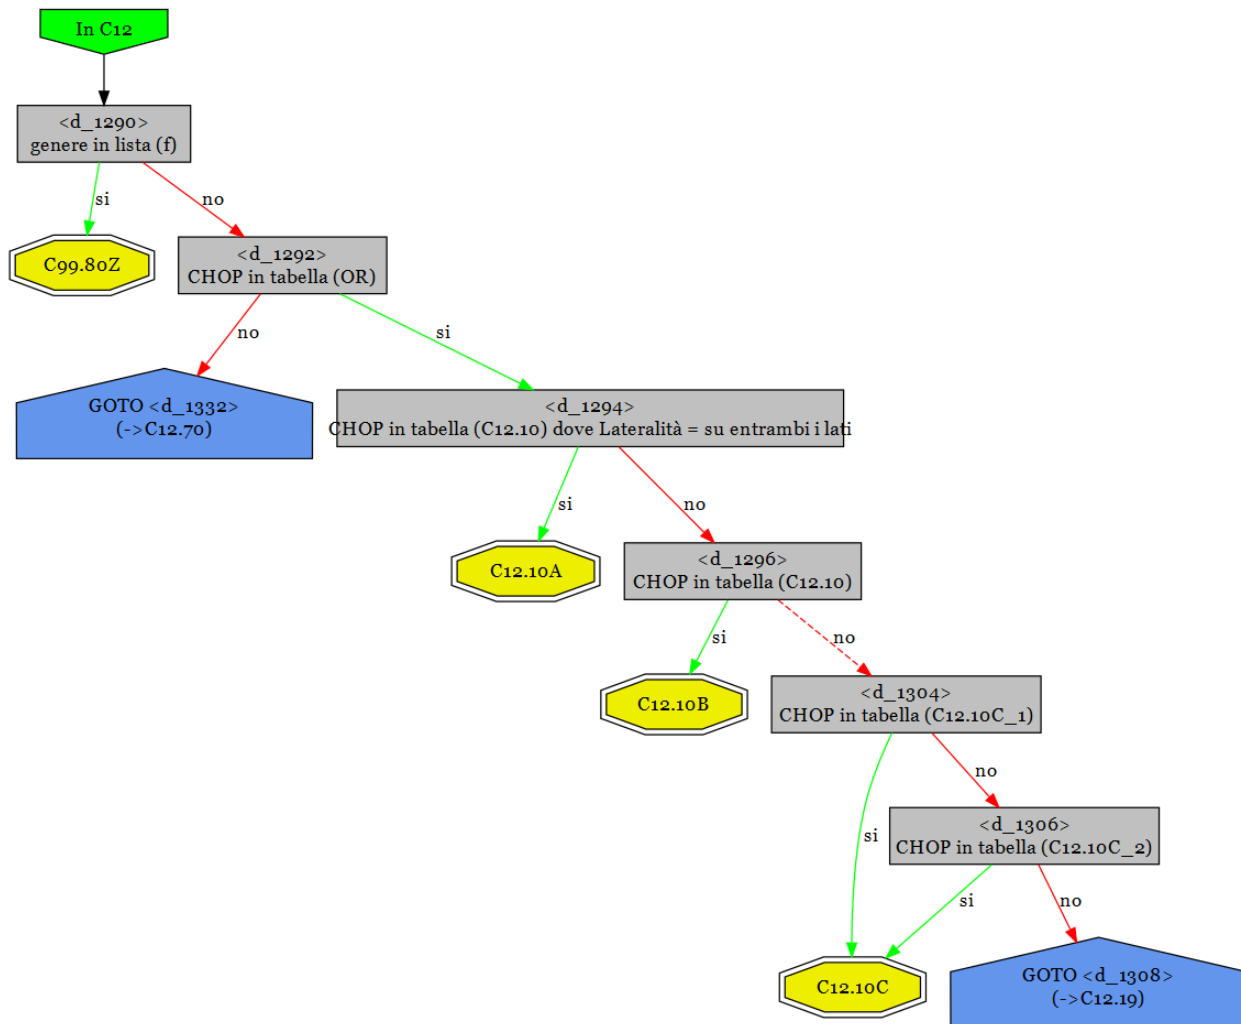 In C12
<d_1290>
genere in lista (f)
si
no
C99.80Z
<d_1292>
CHOP in tabella (OR)
no
si
GOTO <d_1332>
(->C12.70)
<d_1294>
CHOP in tabella (C12.10) dove Lateralità = su entrambi i lati
si
no
C12.10A
<d_1296>
CHOP in tabella (C12.10)
si
no
C12.10B
<d_1304>
CHOP in tabella (C12.10C_1)
no
si
<d_1306>
CHOP in tabella (C12.10C_2)
si
no
C12.10C
GOTO <d_1308>
(->C12.19)